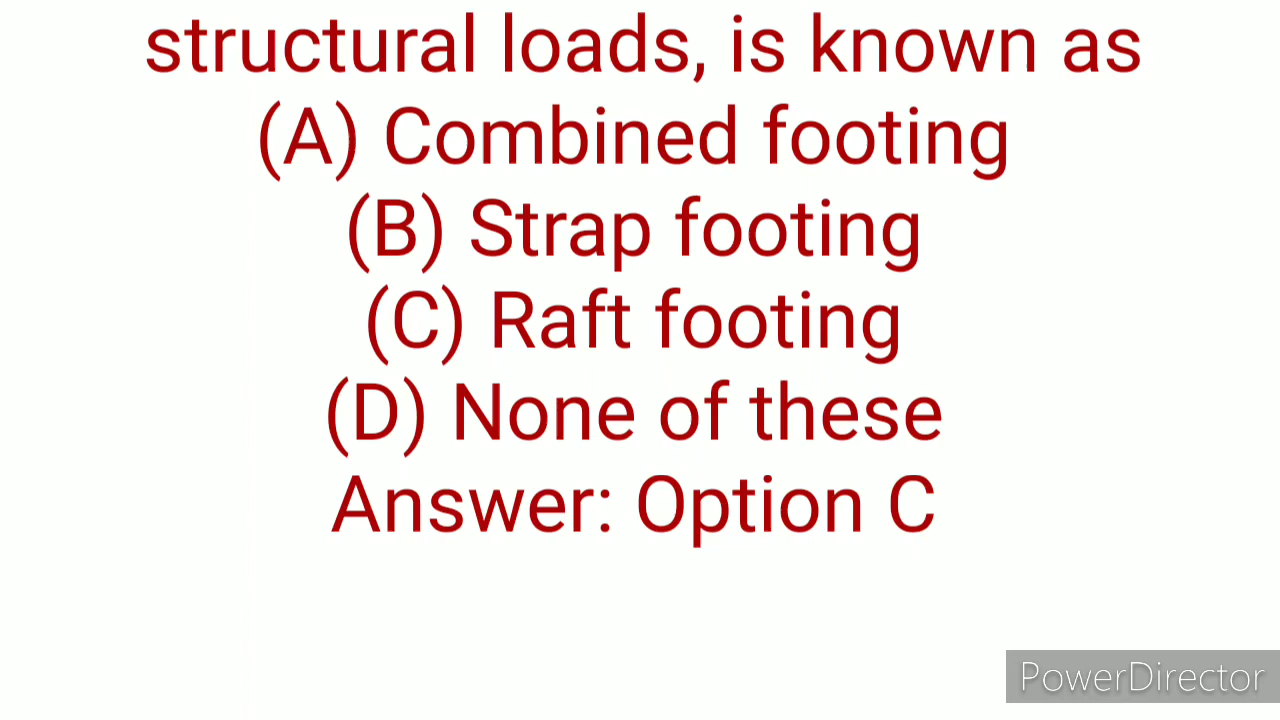 structural loads, is known as
(A) Combined footing
(B) Strap footing
(C) Raft footing
(D) None of these
Answer: Option C
PowerDirector